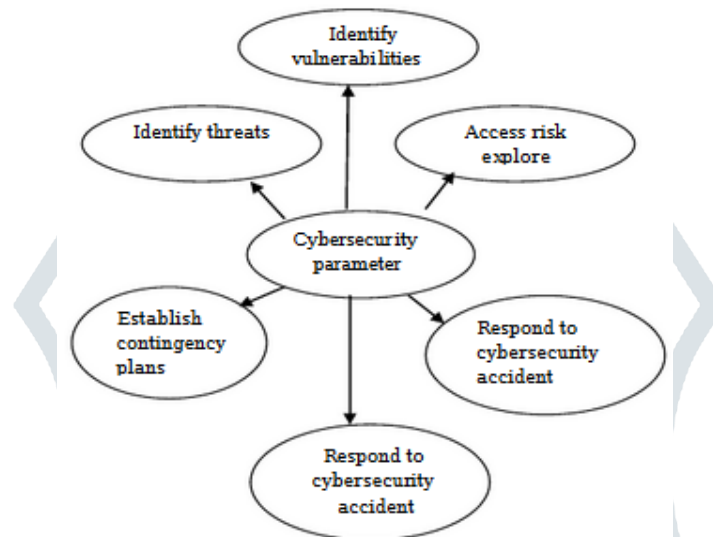 Identify
vulnerabilities
Identify threats
Access risk
explore
Cybersecurity
parameter
Establish
contingency
plans
Respond to
cybersecurity
accident
Respond to
cybersecurity
accident